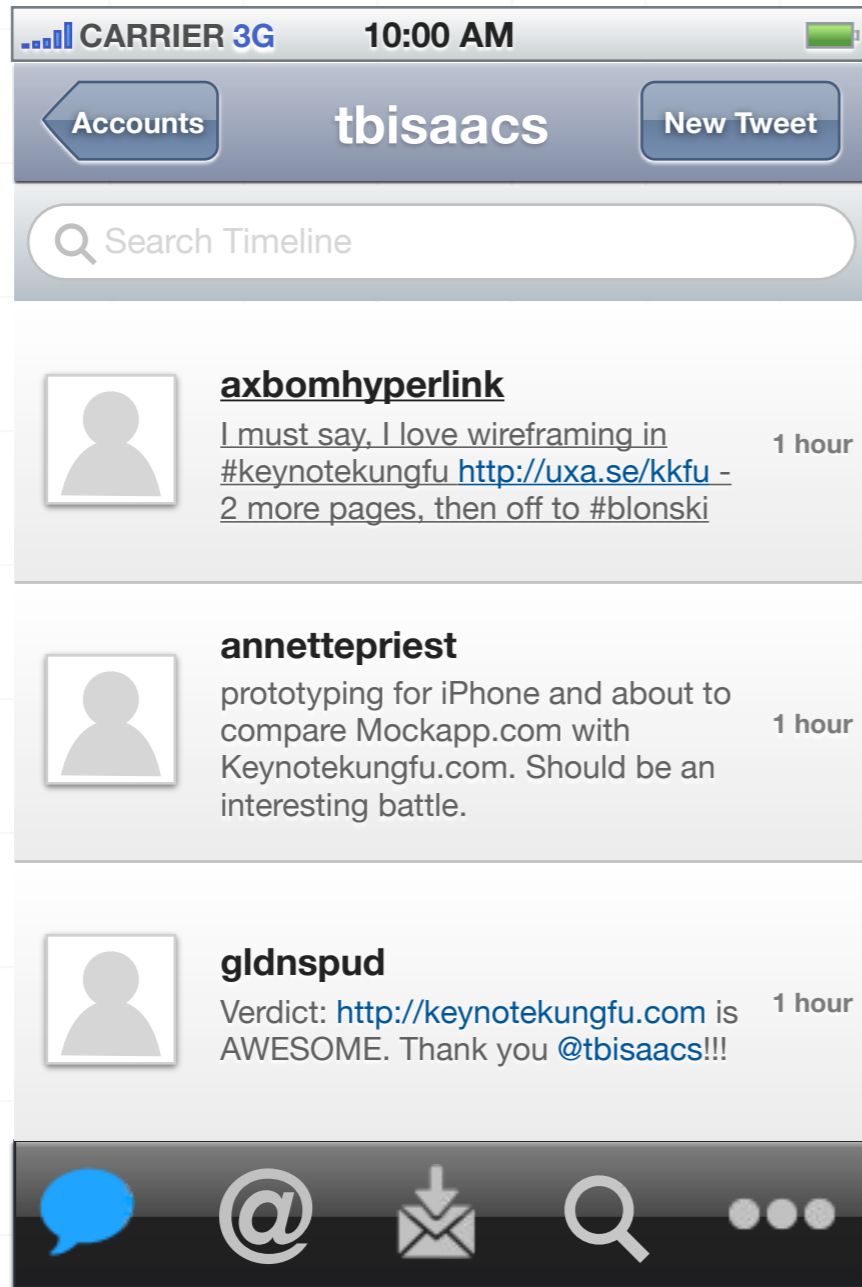 CARRIER 3G 10:00 AM
Accounts tbisaacs New Tweet
Search Timeline
axbomhyperlink
I must say, I love wireframing in
#keynotekungfu http://uxa.se/kkfu -
2 more pages, then off to #blonski
1 hour
annettepriest
prototyping for iPhone and about to
compare Mockapp.com with
Keynotekungfu.com. Should be an
interesting battle.
1 hour
gldnspud
Verdict: http://keynotekungfu.com is
AWESOME. Thank you @tbisaacs!!!
1 hour
@